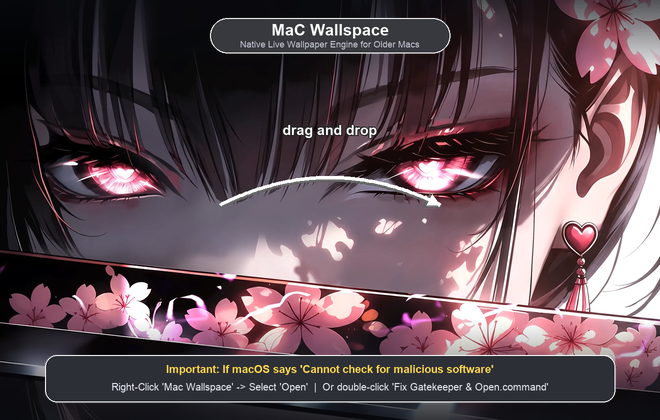 MaC Wallspace
Native Live Wallpaper Engine for Older Macs
drag and drop
Important: If macOS says 'Cannot check for malicious software'
Right-Click 'Mac Wallspace' -> Select 'Open' | Or double-click 'Fix Gatekeeper & Open.command'